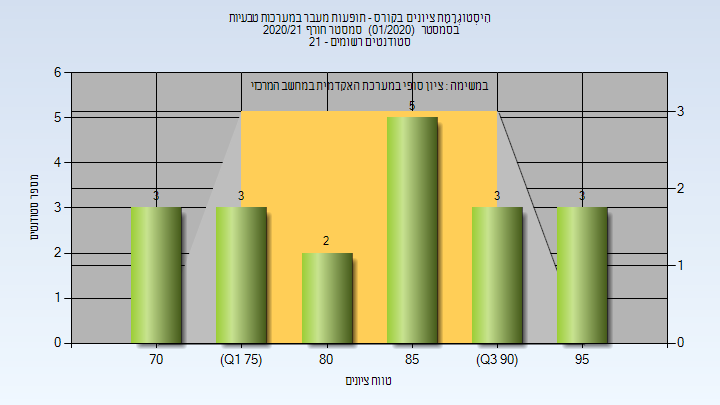 היסטוגרמת ציונים בקורס - תופעות מעבר במערכות טבעיות
בסמסטר (01/2020) סמסטר חורף 2020/21
סטודנטים רשומים - 21
במשימה : ציון סופי במערכת האקדמית במחשב המרכזי
מספר סטודנטים
6
5
4
3
2
1
0
3
2
1
0
3
3
2
5
3
3
70
(Q1 75)
80
85
(Q3 90)
95
טווח ציונים